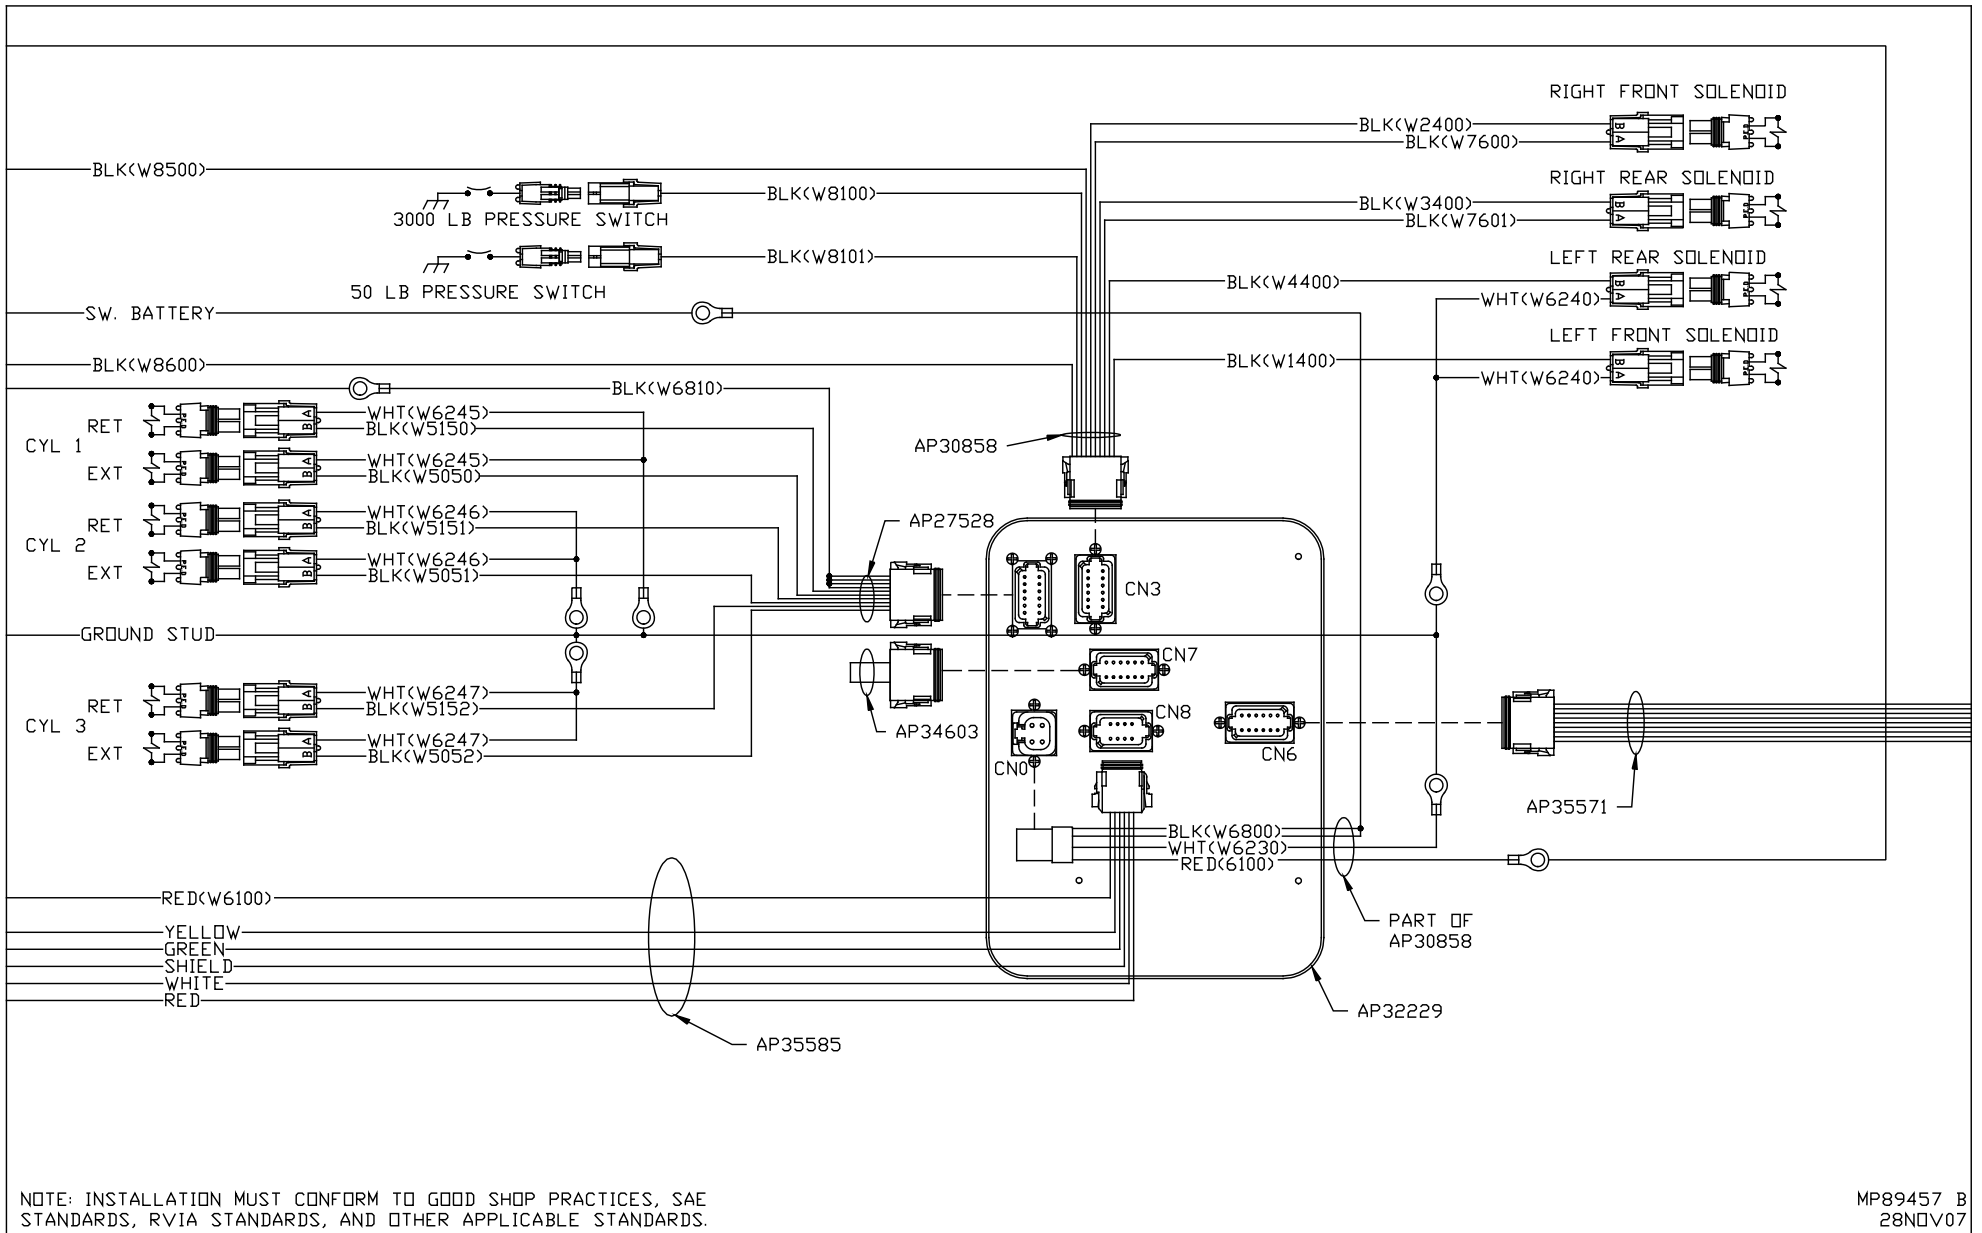 RIGHT FRONT SOLENOID
BLK(W2400)
BLK(W7600)
B
A
BLK(W8500)
RIGHT REAR SOLENOID
BLK(W8100)
3000 LB PRESSURE SWITCH
BLK(W3400)
BLK(W7601)
B
A
LEFT REAR SOLENOID
BLK(W8101)
50 LB PRESSURE SWITCH
BLK(W4400)
WHT(W6240)
B
A
SW. BATTERY
LEFT FRONT SOLENOID
BLK(W8600)
BLK(W1400)
WHT(W6240)
B
A
BLK(W6810)
CYL 1
RET
A
B
WHT(W6245)
BLK(W5150)
EXT
A
B
WHT(W6245)
BLK(W5050)
AP30858
CYL 2
RET
A
B
WHT(W6246)
BLK(W5151)
EXT
A
B
WHT(W6246)
BLK(W5051)
AP27528
CN3
GROUND STUD
CYL 3
RET
A
B
WHT(W6247)
BLK(W5152)
EXT
A
B
WHT(W6247)
BLK(W5052)
AP34603
CN7
CN8
CN0
CN6
AP35571
BLK(W6800)
WHT(W6230)
RED(6100)
RED(W6100)
YELLOW
GREEN
SHIELD
WHITE
RED
PART OF
AP30858
AP32229
AP35585
NOTE: INSTALLATION MUST CONFORM TO GOOD SHOP PRACTICES, SAE
STANDARDS, RVIA STANDARDS, AND OTHER APPLICABLE STANDARDS.
MP89457 B
28NOV07